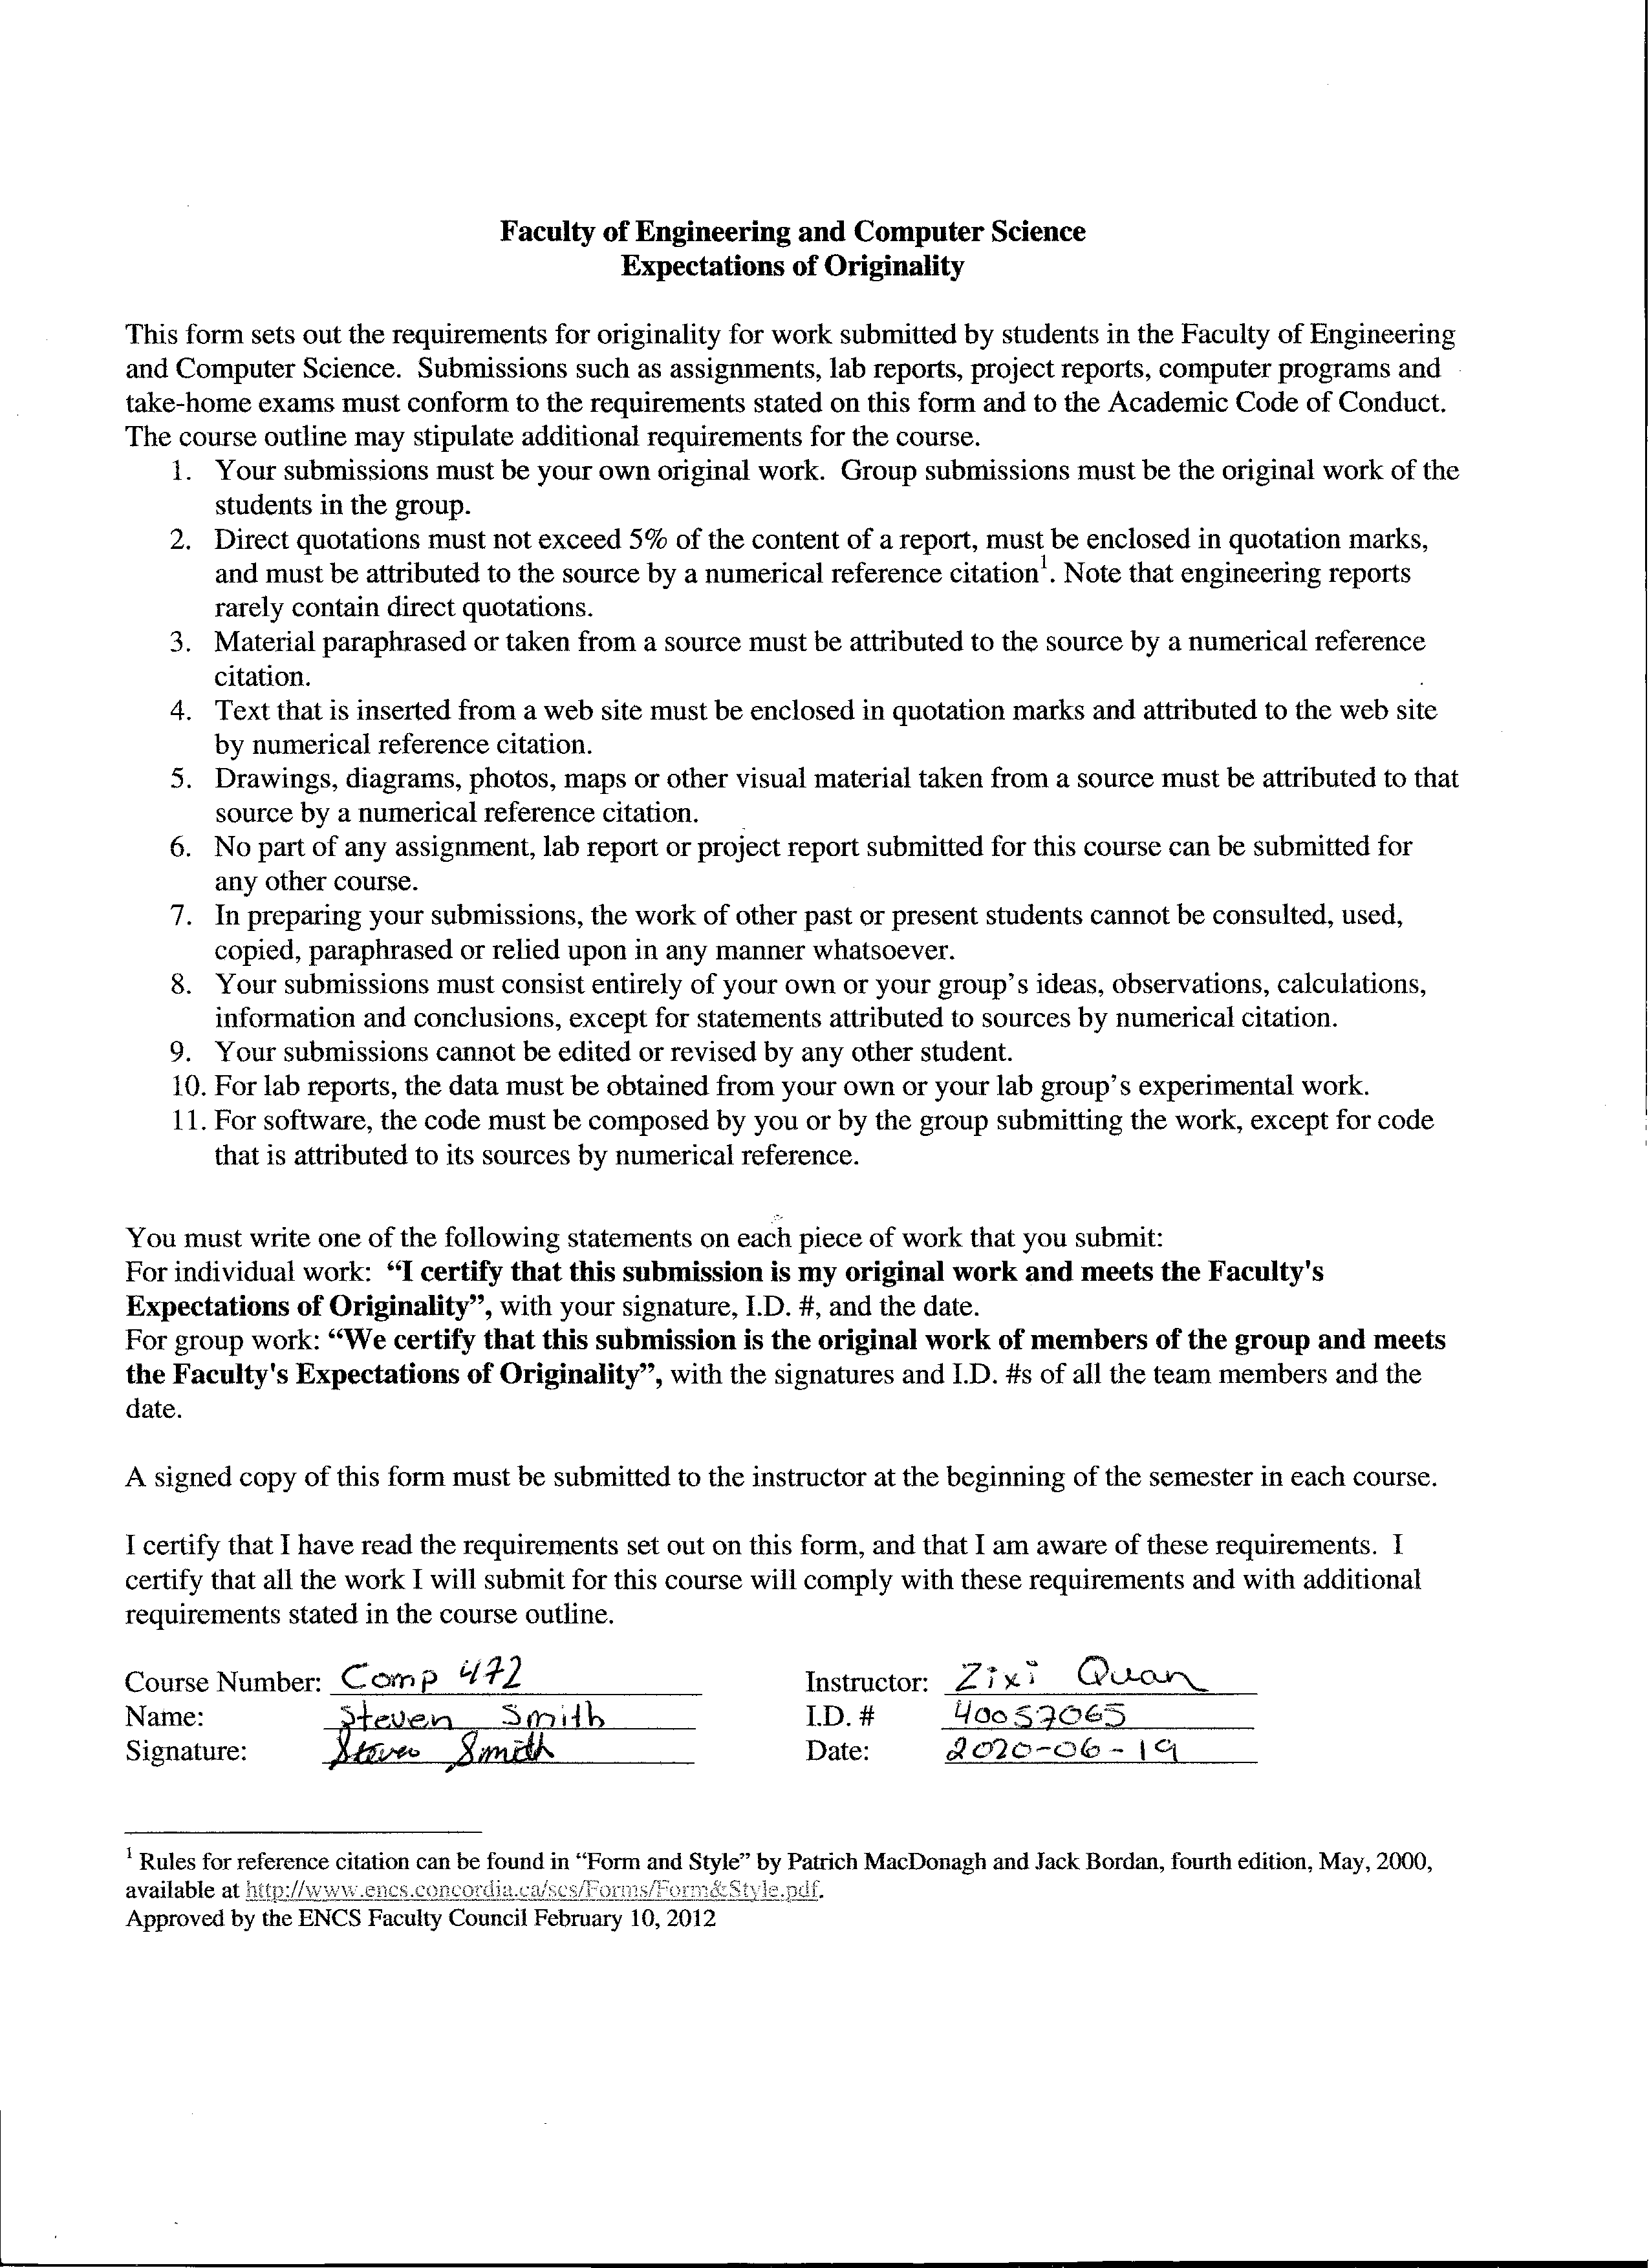 Faculty of Engineering and Computer Science
Expectations of Originality
This form sets out the requirements for originality for work submitted by students in the Faculty of Engineering
and Computer Science.  Submissions such as assignments, lab reports, project reports, computer programs and
take-home exams must conform to the requirements stated on this form and to the Academic Code of Conduct.
The course outline may stipulate additional requirements for the course.
1. Your submissions must be your own original work.  Group submissions must be the original work of the
students in the group.
2. Direct quotations must not exceed 5% of the content of a report, must be enclosed in quotation marks,
and must be attributed to the source by a numerical reference citation¹. Note that engineering reports
rarely contain direct quotations.
3. Material paraphrased or taken from a source must be attributed to the source by a numerical reference
citation.
4. Text that is inserted from a web site must be enclosed in quotation marks and attributed to the web site
by numerical reference citation.
5. Drawings, diagrams, photos, maps or other visual material taken from a source must be attributed to that
source by a numerical reference citation.
6. No part of any assignment, lab report or project report submitted for this course can be submitted for
any other course.
7. In preparing your submissions, the work of other past or present students cannot be consulted, used,
copied, paraphrased or relied upon in any manner whatsoever.
8. Your submissions must consist entirely of your own or your group's ideas, observations, calculations,
information and conclusions, except for statements attributed to sources by numerical citation.
9. Your submissions cannot be edited or revised by any other student.
10. For lab reports, the data must be obtained from your own or your lab group's experimental work.
11. For software, the code must be composed by you or by the group submitting the work, except for code
that is attributed to its sources by numerical reference.
You must write one of the following statements on each piece of work that you submit:
For individual work:  “I certify that this submission is my original work and meets the Faculty's
Expectations of Originality”, with your signature, I.D. #, and the date.
For group work: “We certify that this submission is the original work of members of the group and meets
the Faculty's Expectations of Originality”, with the signatures and I.D. #s of all the team members and the
date.
A signed copy of this form must be submitted to the instructor at the beginning of the semester in each course.
I certify that I have read the requirements set out on this form, and that I am aware of these requirements.  I
certify that all the work I will submit for this course will comply with these requirements and with additional
requirements stated in the course outline.
Course Number: Comp 472 Instructor: Zixi Quan
Name: Steven Smith I.D. # 40057065
Signature: Steven Smith Date: 2020-06-19
¹ Rules for reference citation can be found in “Form and Style” by Patrich MacDonagh and Jack Bordan, fourth edition, May, 2000,
available at http://www.encs.concordia.ca/scs/Forms/Form&Style.pdf.
Approved by the ENCS Faculty Council February 10, 2012